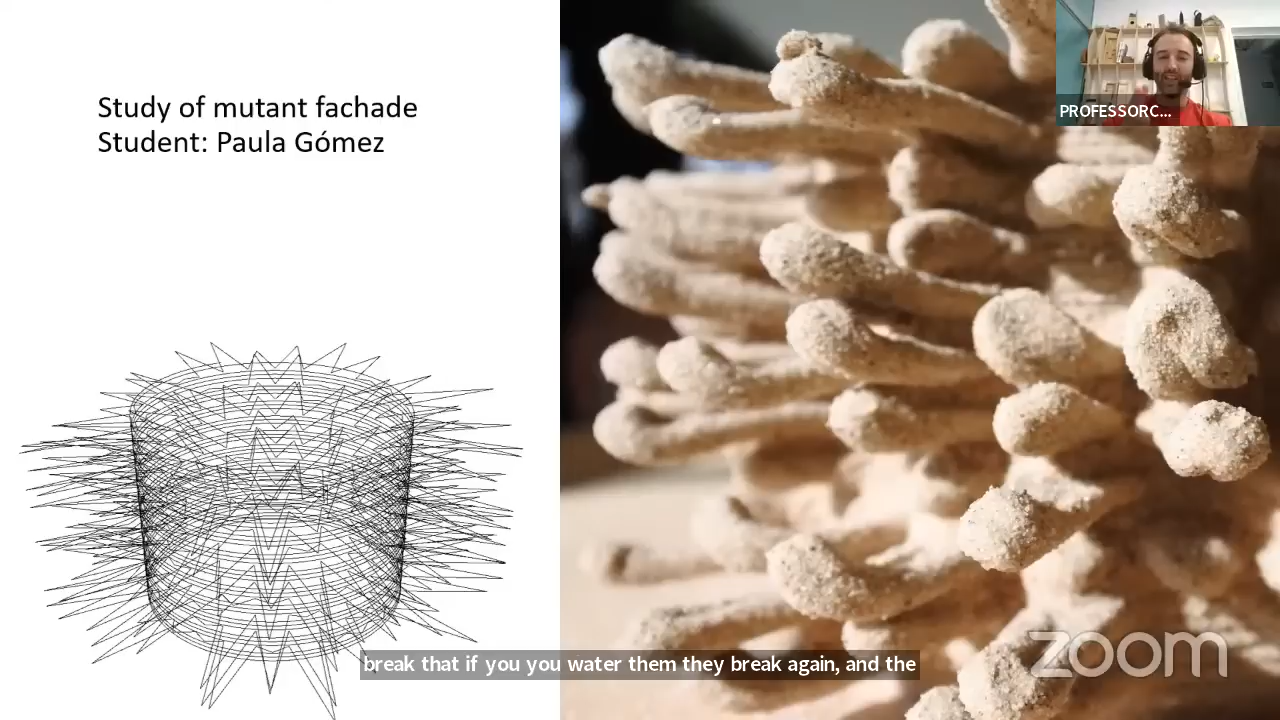 Study of mutant fachade
Student: Paula Gómez
PROFESSORC...
break that if you you water them they break again, and the
zoom